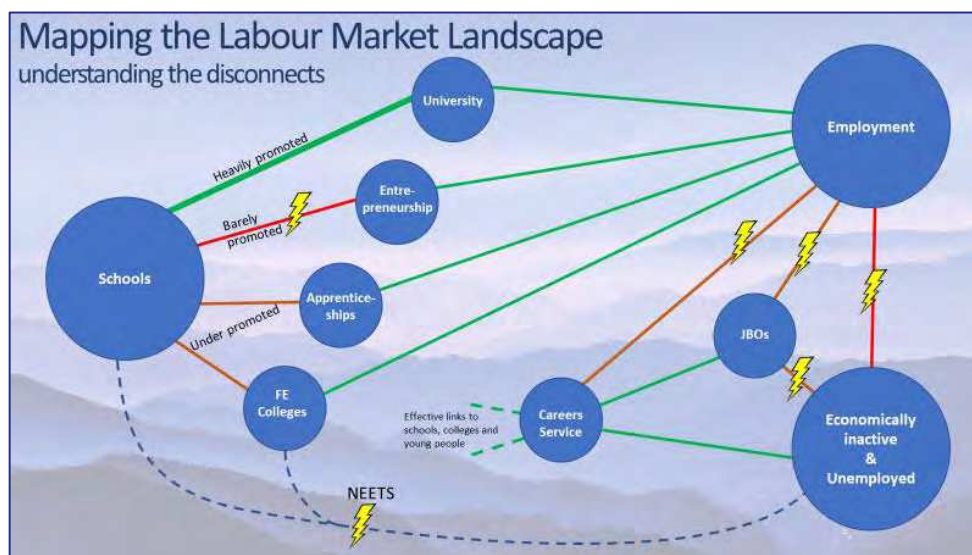 Mapping the Labour Market Landscape
understanding the disconnects
University
Employment
Heavily promoted
Entre-
preneurship
Barely
promoted
Schools
Apprentice-
ships
Under promoted
JBOs
FE
Colleges
Effective links to
schools, colleges and
young people
Careers
Service
Economically
inactive
&
Unemployed
NEETS